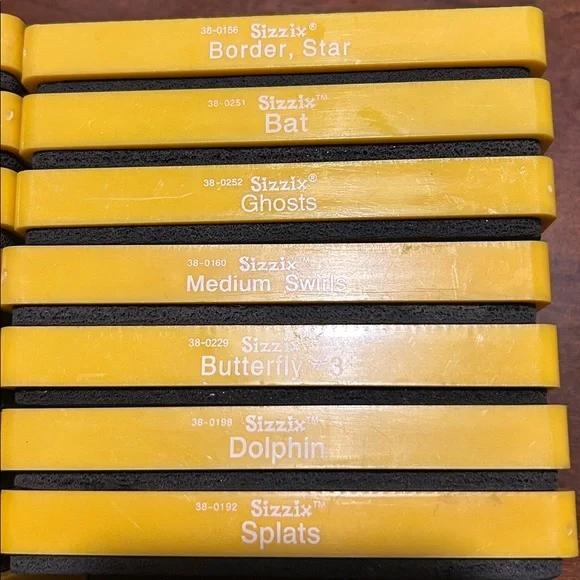 38-0156 Sizzix®
Border, Star
38-0251 Sizzix™
Bat
38-0252 Sizzix®
Ghosts
38-0160 Sizzix™
Medium Swirls
38-0229 Sizzix
Butterfly #3
38-0198 Sizzix™
Dolphin
38-0192 Sizzix™
Splats